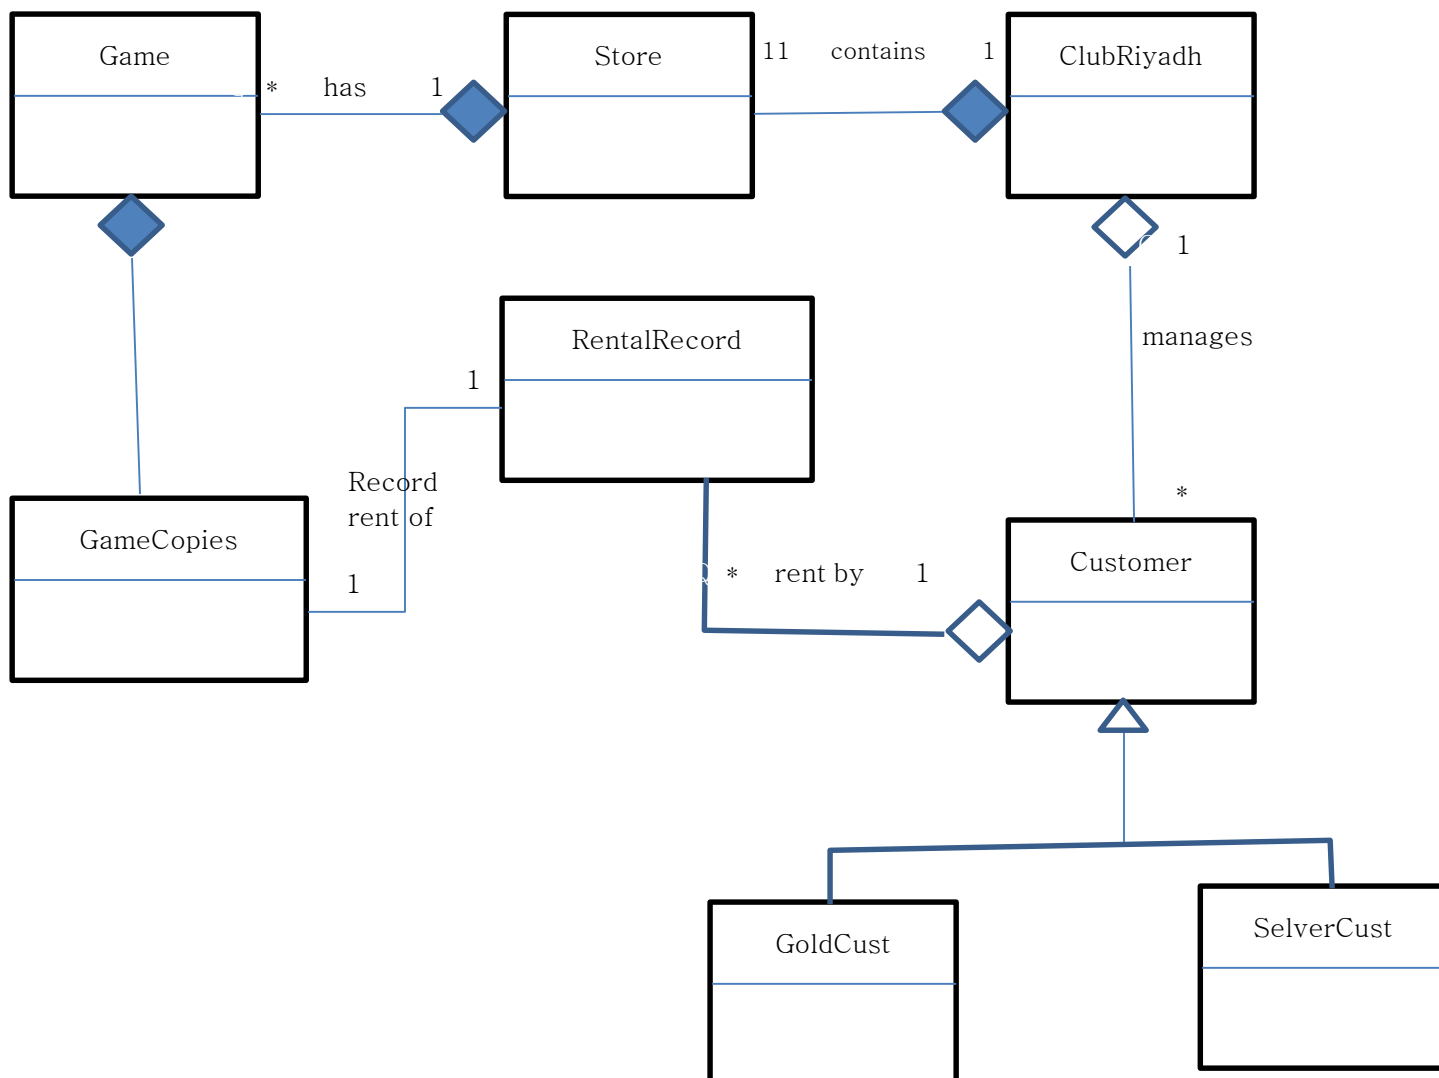 Game
Store
ClubRiyadh
* has 1
11 contains 1
1
manages
*
RentalRecord
1
Record
rent of
1
GameCopies
* rent by 1
Customer
GoldCust
SelverCust